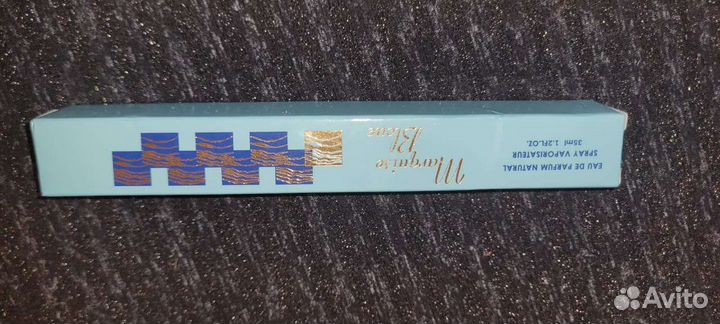 Marquise
Bleue
EAU DE PARFUM NATURAL
SPRAY VAPORISATEUR
35ml 1.2FL.OZ.
Avito